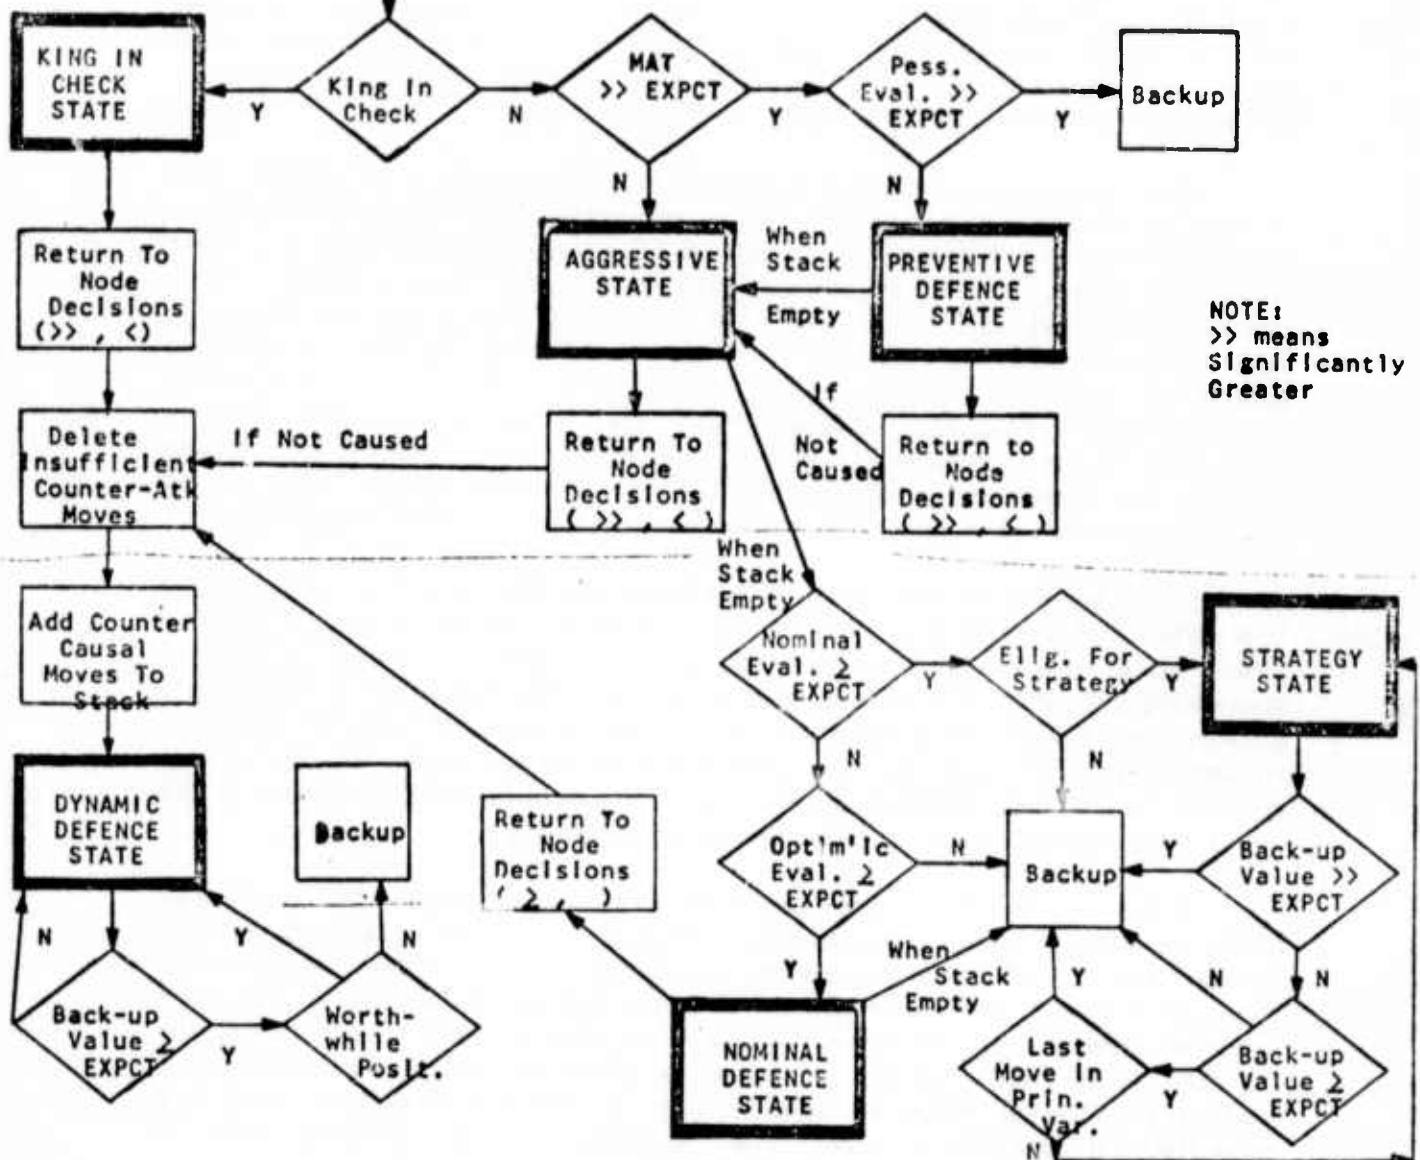 KING IN
CHECK
STATE
Y
King In
Check
N
MAT
>> EXPCT
Y
N
Pess.
Eval. >>
EXPCT
Y
N
Backup
Return To
Node
Decisions
(>> , <)
AGGRESSIVE
STATE
When
Stack
Empty
PREVENTIVE
DEFENCE
STATE
NOTE:
>> means
Significantly
Greater
Delete
Insufficient
Counter-Atk
Moves
If Not Caused
Return To
Node
Decisions
( >> , < )
If
Not
Caused
Return to
Node
Decisions
( >> , < )
When
Stack
Empty
Add Counter
Causal
Moves To
Stack
Nominal
Eval. ≥
EXPCT
Y
N
Elig. For
Strategy
Y
N
STRATEGY
STATE
DYNAMIC
DEFENCE
STATE
Backup
Return To
Node
Decisions
( ≥ , )
Optim'ic
Eval. ≥
EXPCT
N
Y
Backup
Y
Back-up
Value >>
EXPCT
N
N
Y
N
Back-up
Value ≥
EXPCT
Y
Worth-
while
Posit.
When
Stack
Empty
NOMINAL
DEFENCE
STATE
Y
N
Last
Move in
Prin.
Var.
N
Y
Back-up
Value ≥
EXPCT